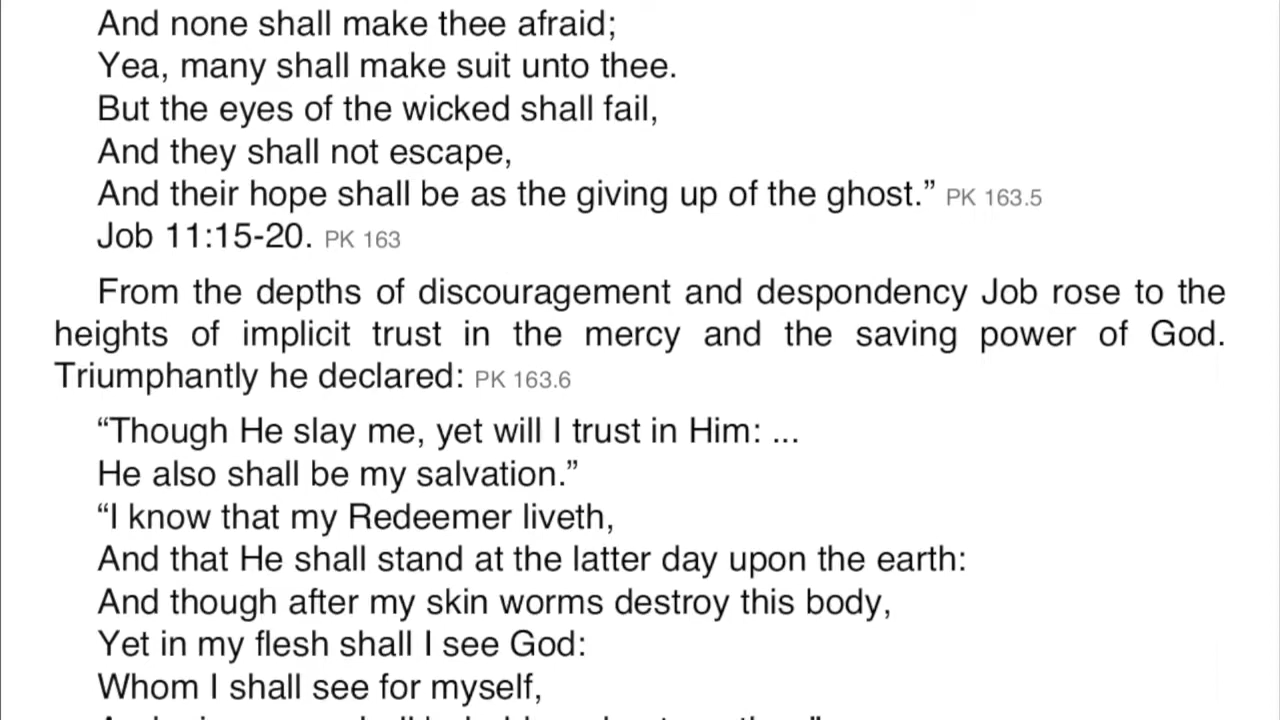 And none shall make thee afraid;
Yea, many shall make suit unto thee.
But the eyes of the wicked shall fail,
And they shall not escape,
And their hope shall be as the giving up of the ghost.” PK 163.5
Job 11:15-20. PK 163
From the depths of discouragement and despondency Job rose to the
heights of implicit trust in the mercy and the saving power of God.
Triumphantly he declared: PK 163.6
“Though He slay me, yet will I trust in Him: ...
He also shall be my salvation.”
“I know that my Redeemer liveth,
And that He shall stand at the latter day upon the earth:
And though after my skin worms destroy this body,
Yet in my flesh shall I see God:
Whom I shall see for myself,